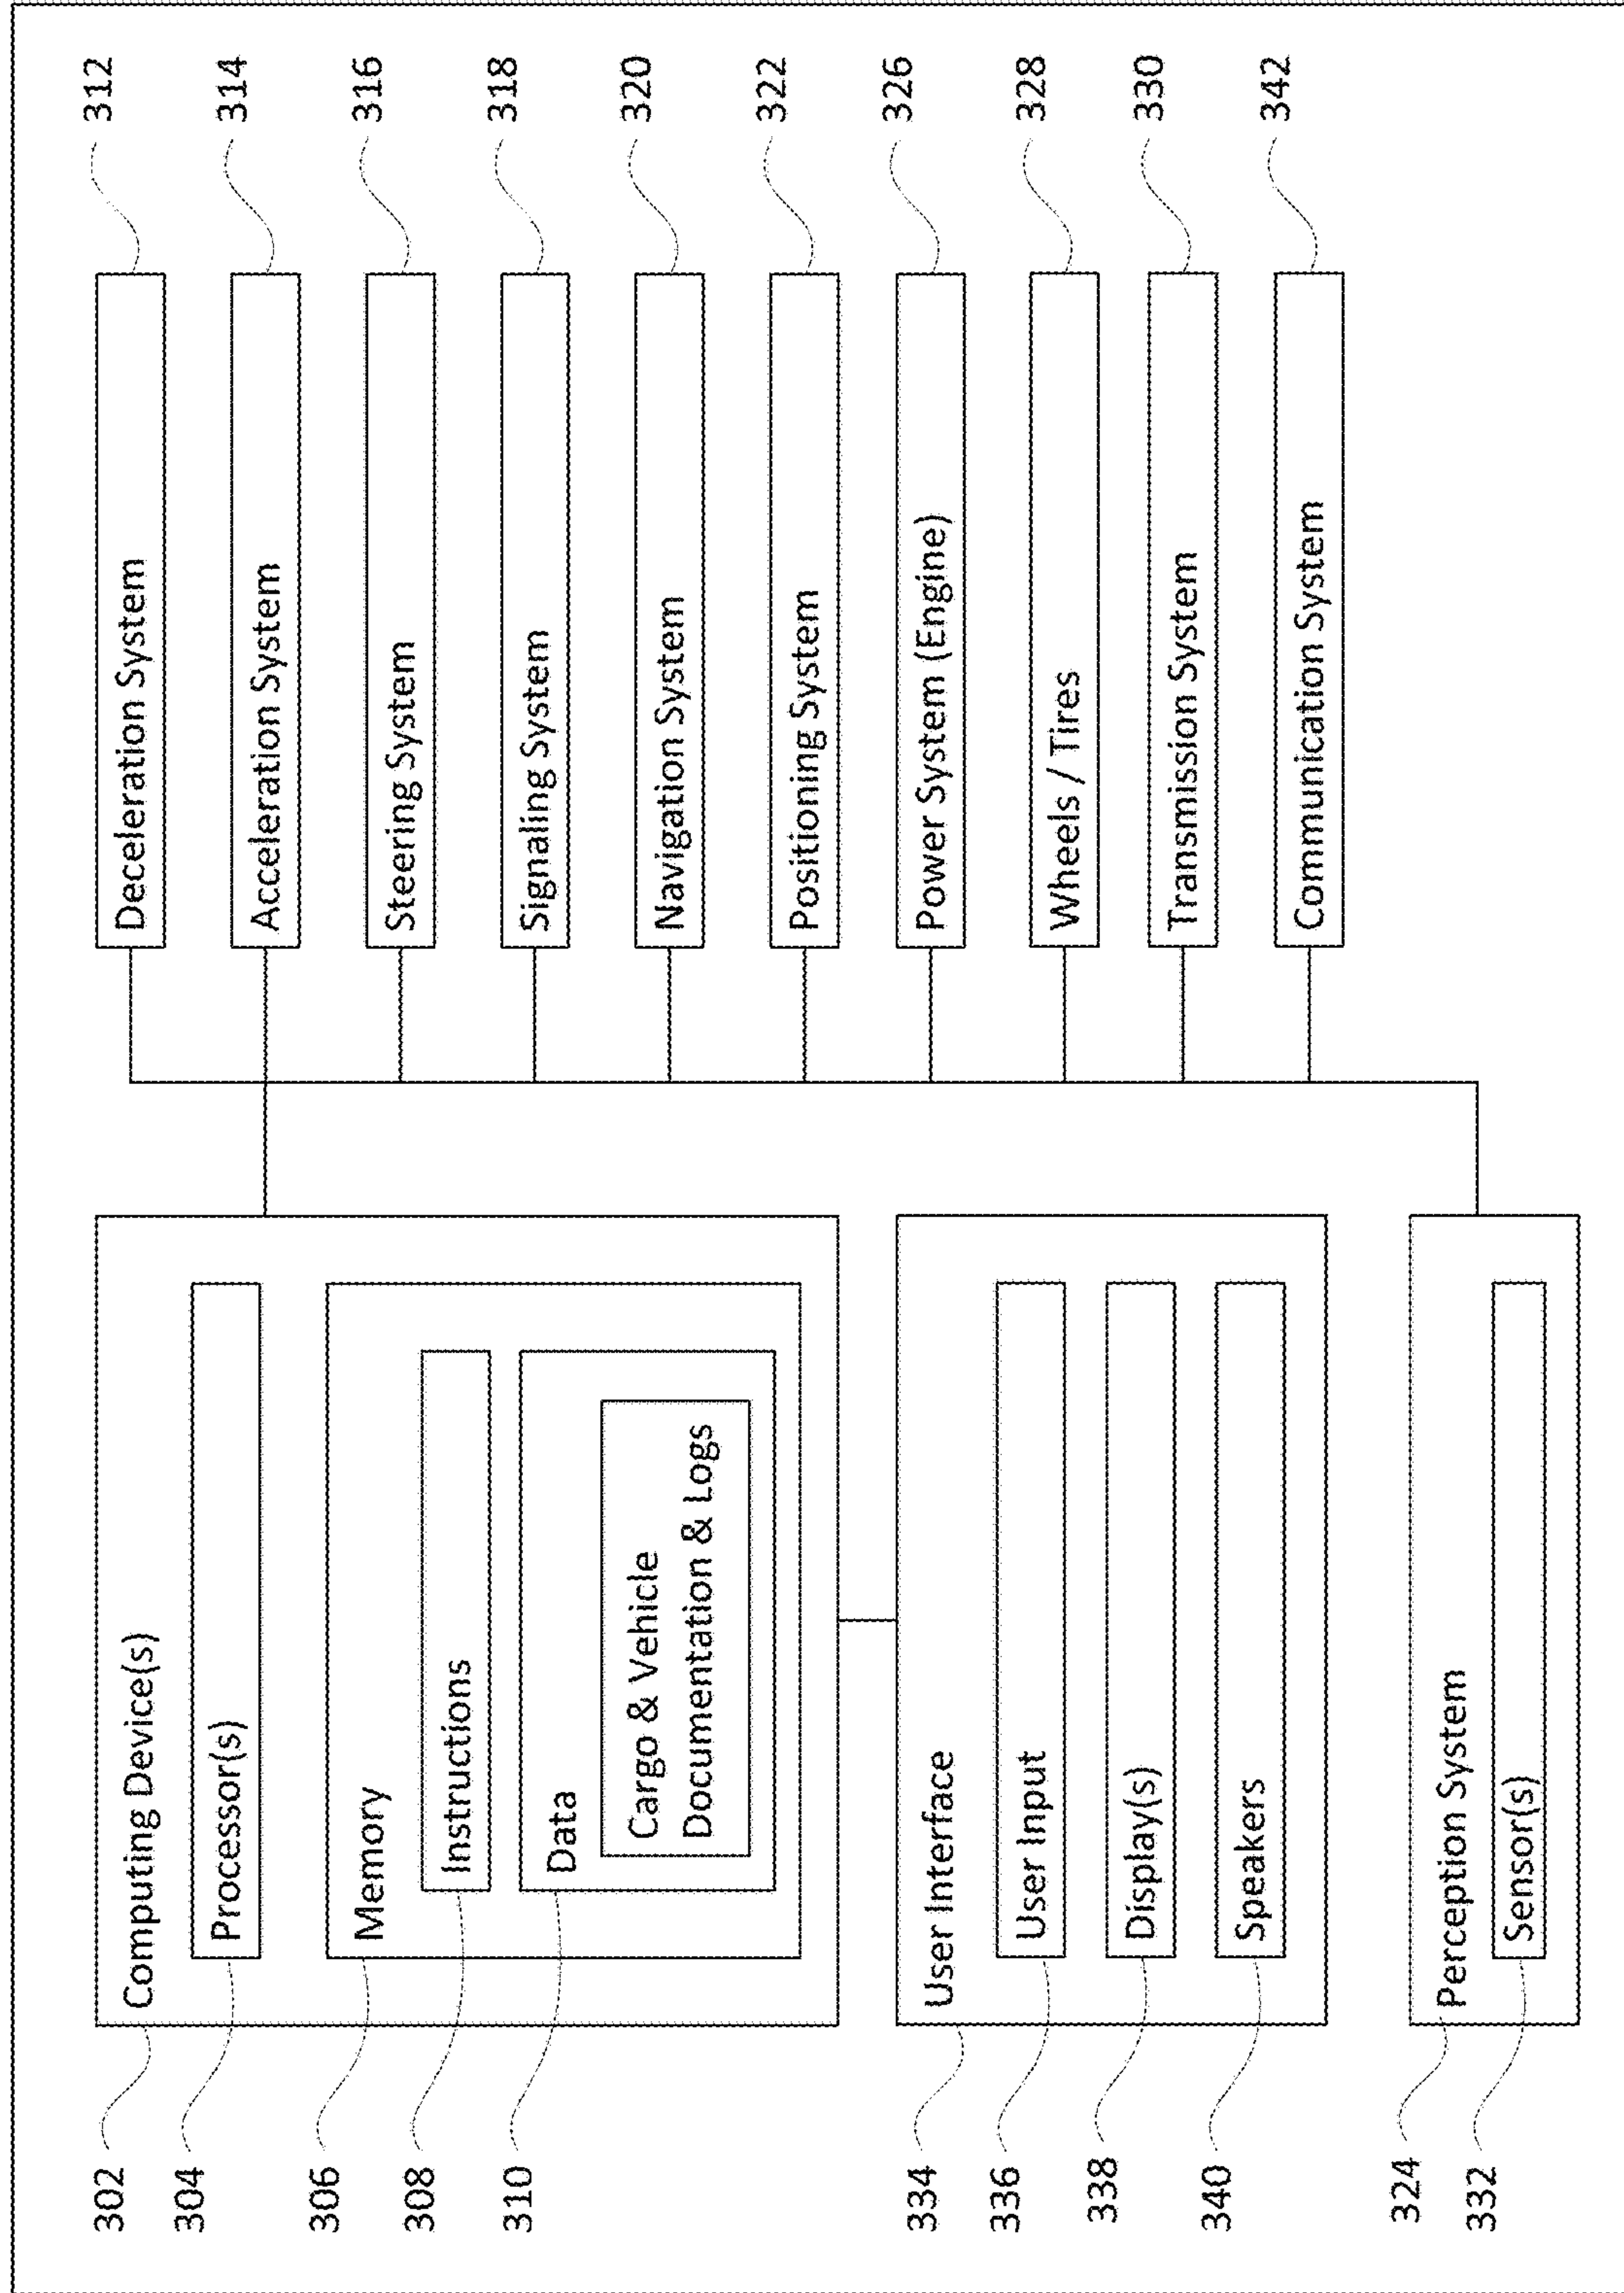 302
Computing Device(s)
304
Processor(s)
306
Memory
308
Instructions
310
Data
Cargo & Vehicle
Documentation & Logs
334
User Interface
336
User Input
338
Display(s)
340
Speakers
324
Perception System
332
Sensor(s)
Deceleration System
312
Acceleration System
314
Steering System
316
Signaling System
318
Navigation System
320
Positioning System
322
Power System (Engine)
326
Wheels / Tires
328
Transmission System
330
Communication System
342